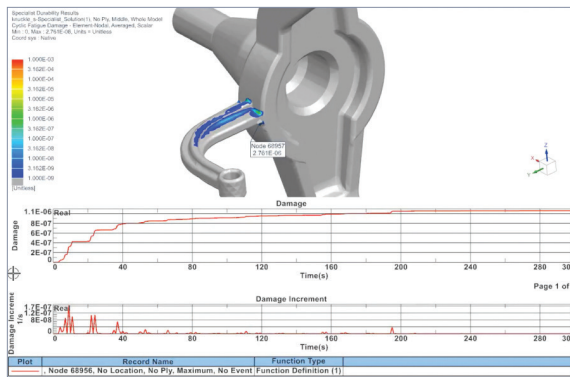 Specialist Durability Results
knuckle_s-Specialist_Solution(1), No Ply, Middle, Whole Model
Cyclic Fatigue Damage - Element-Nodal, Averaged, Scalar
Min : 0, Max : 2.761E-06, Units = Unitless
Coord sys : Native
1.000E-03
3.162E-04
1.000E-04
3.162E-05
1.000E-05
3.162E-06
1.000E-06
3.162E-07
1.000E-07
3.162E-08
1.000E-08
3.162E-09
1.000E-09
[Unitless]
Node 68957
2.761E-06
Z
X
Y
Damage
1.1E-06
8E-07
6E-07
4E-07
2E-07
0
Real
Damage
0 40 80 120 160 200 240 280 300
Time(s)
Page 1 of
Damage Increment
1.7E-07
1.2E-07
8E-08
0
Real
Damage Increme
1/s
0 40 80 120 160 200 240 280 300
Time(s)
Plot Record Name Function Type
, Node 68956, No Location, No Ply, Maximum, No Event Function Definition (1)